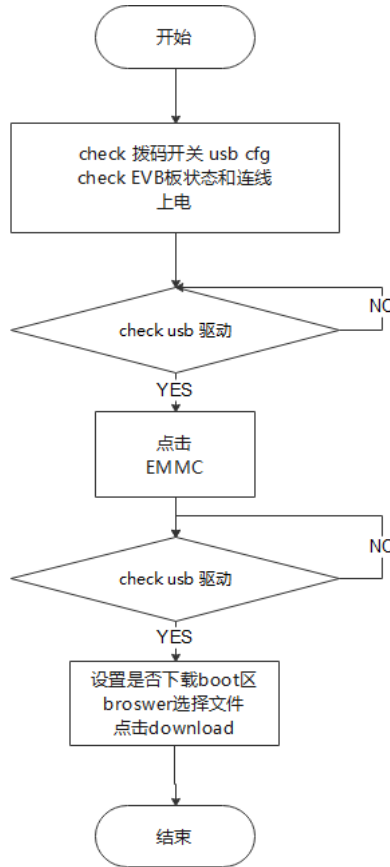 开始
check 拨码开关 usb cfg
check EVB板状态和连线
上电
NO
check usb 驱动
YES
点击
EMMC
NO
check usb 驱动
YES
设置是否下载boot区
broswer选择文件
点击download
结束